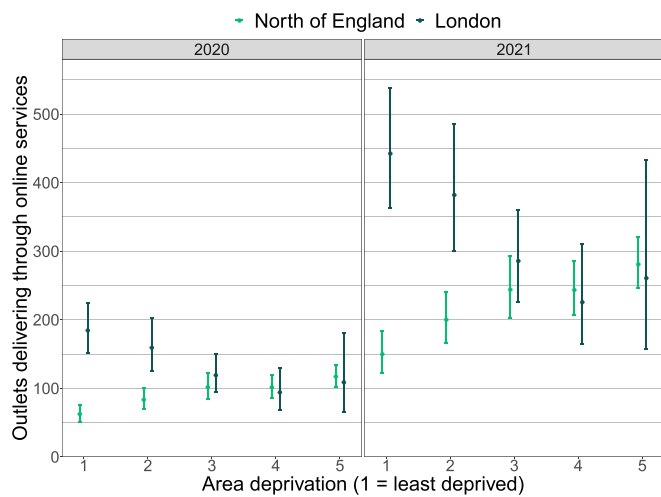 North of England London
2020 2021
Outlets delivering through online services
500
400
300
200
100
0
1 2 3 4 5 1 2 3 4 5
Area deprivation (1 = least deprived)